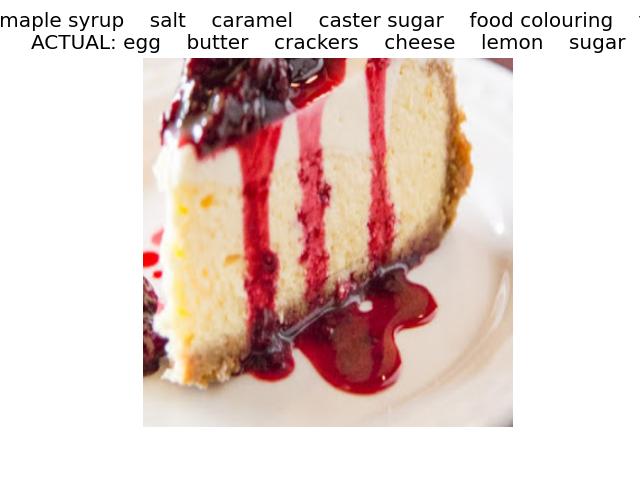 maple syrup    salt    caramel    caster sugar    food colouring
ACTUAL: egg    butter    crackers    cheese    lemon    sugar